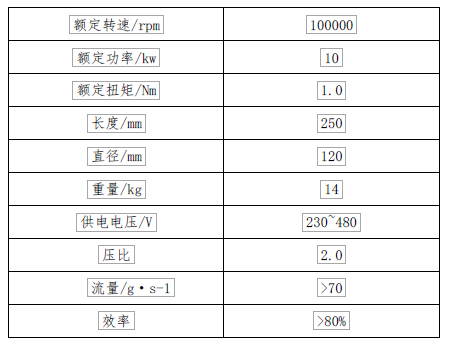 额定转速/rpm 100000
额定功率/kw 10
额定扭矩/Nm 1.0
长度/mm 250
直径/mm 120
重量/kg 14
供电电压/V 230~480
压比 2.0
流量/g·s-1 >70
效率 >80%